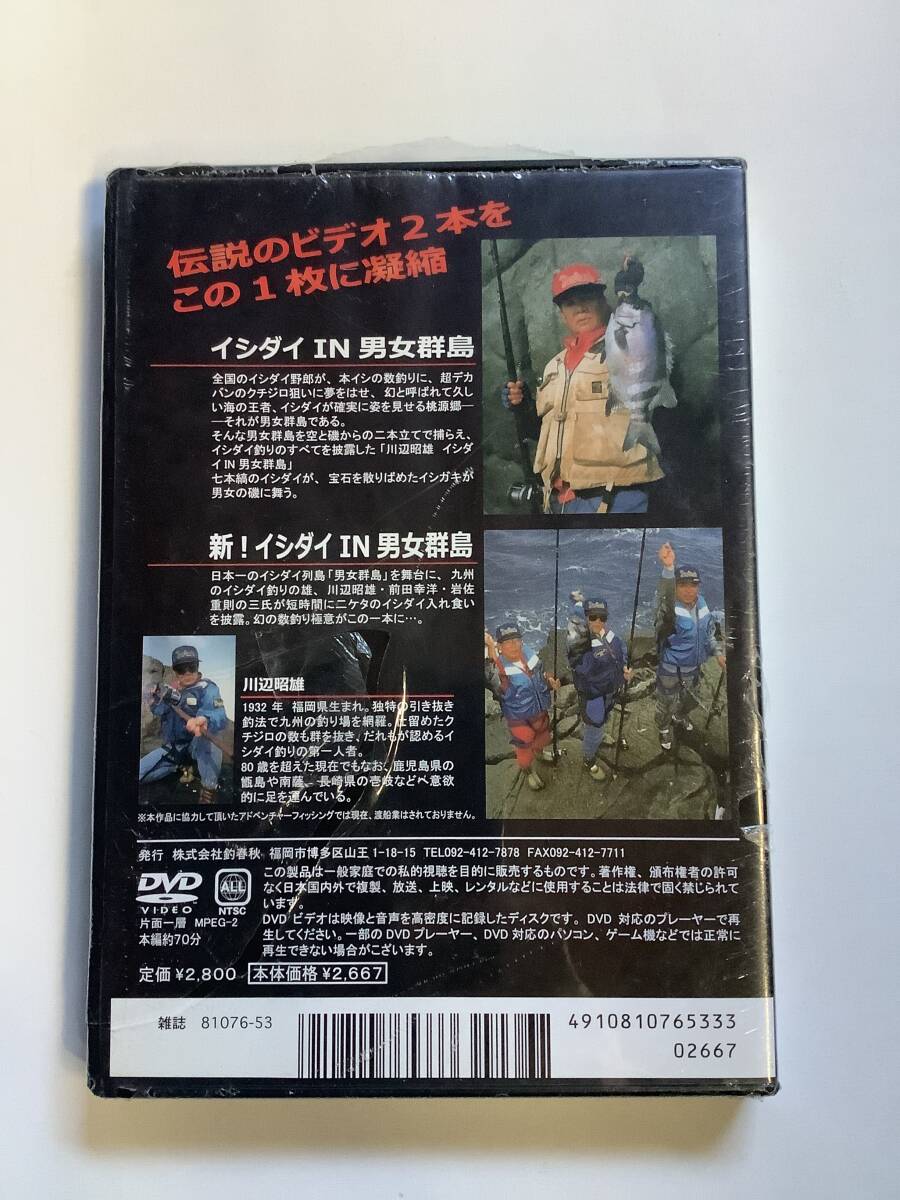 伝説のビデオ2本を
この1枚に凝縮
イシダイ IN 男女群島
全国のイシダイ野郎が、本イシの数釣りに、超デカ
バンのクチジロ狙いに夢をはせ、幻と呼ばれて久し
い海の王者、イシダイが確実に姿を見せる桃源郷―
―それが男女群島である。
そんな男女群島を空と磯からの二本立てで捕らえ、
イシダイ釣りのすべてを披露した「川辺昭雄 イシダ
イIN 男女群島」
七本縞のイシダイが、宝石を散りばめたイシガキが
男女の磯に舞う。
新!イシダイ IN 男女群島
日本一のイシダイ列島「男女群島」を舞台に、九州
のイシダイ釣りの雄、川辺昭雄・前田幸洋・岩佐
重則の三氏が短時間に二ケタのイシダイ入れ食い
を披露。幻の数釣り極意がこの一本に…。
川辺昭雄
1932年 福岡県生まれ。独特の引き抜き
釣法で九州の釣り場を網羅。仕留めたク
チジロの数も群を抜き、だれもが認めるイ
シダイ釣りの第一人者。
80歳を超えた現在でもなお、鹿児島県の
甑島や南薩、長崎県の壱岐などへ意欲
的に足を運んでいる。
※本作品に協力して頂いたアドベンチャーフィッシングでは現在、渡船業はされておりません。
発行 株式会社釣春秋 福岡市博多区山王1-18-15 TEL092-412-7878 FAX092-412-7711
DVD
VIDEO
ALL
NTSC
片面一層 MPEG-2
本編約70分
この製品は一般家庭での私的視聴を目的に販売するものです。著作権、頒布権者の許可
なく日本国内外で複製、放送、上映、レンタルなどに使用することは法律で固く禁じられて
います。
DVDビデオは映像と音声を高密度に記録したディスクです。DVD対応のプレーヤーで再
生してください。一部のDVDプレーヤー、DVD対応のパソコン、ゲーム機などでは正常に
再生できない場合がございます。
定価¥2,800 本体価格¥2,667
雑誌 81076-53
4910810765333
02667